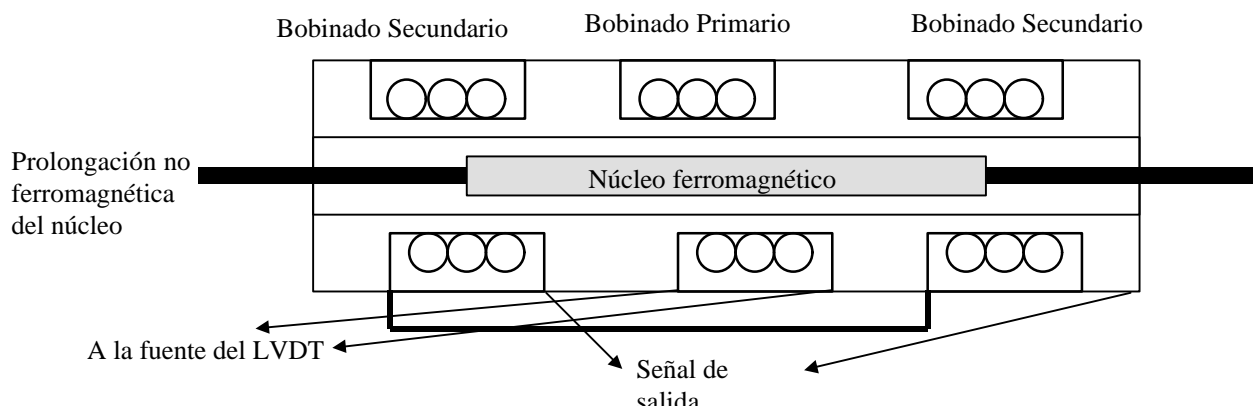 Bobinado Secundario
Bobinado Primario
Bobinado Secundario
Prolongación no
ferromagnética
del núcleo
Núcleo ferromagnético
A la fuente del LVDT
Señal de
salida